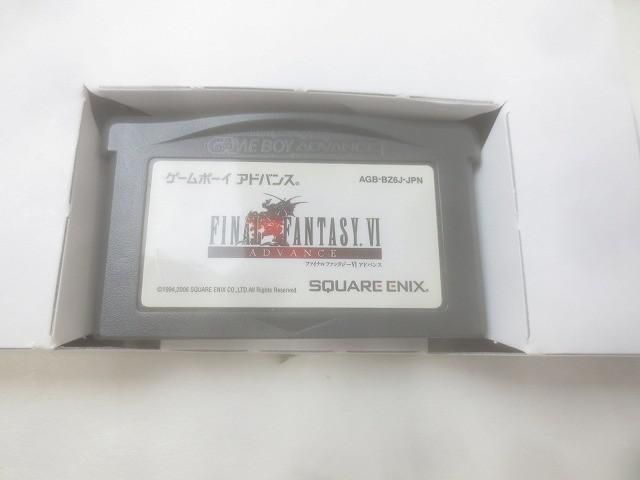 GAME BOY ADVANCE
ゲームボーイ アドバンス®
AGB-BZ6J-JPN
FINAL FANTASY. VI
ADVANCE
ファイナルファンタジーVI アドバンス
©1994,2006 SQUARE ENIX CO.,LTD.All Rights Reserved.
SQUARE ENIX®